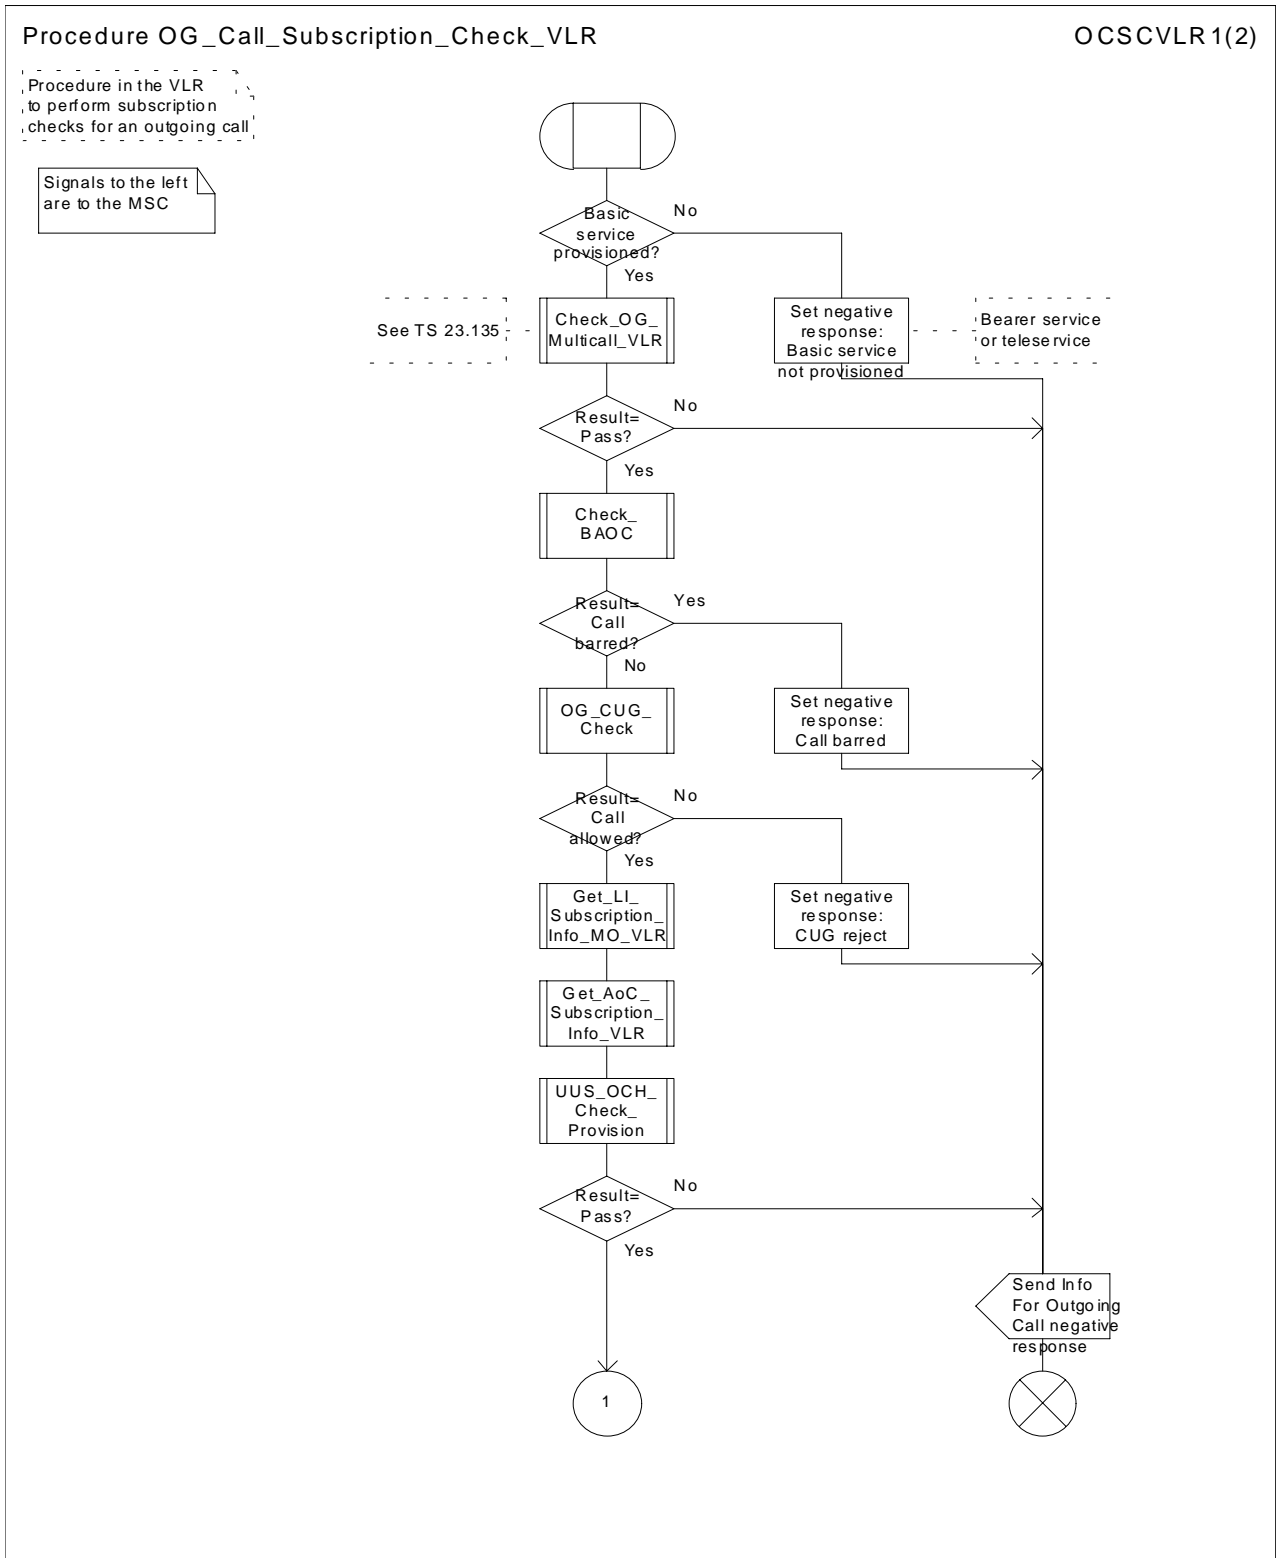 Procedure OG_Call_Subscription_Check_VLR
OCSCVLR1(2)
Procedure in the VLR
to perform subscription
checks for an outgoing call
Signals to the left
are to the MSC
Basic
service
provisioned?
No
Yes
See TS 23.135
Check_OG_
Multicall_VLR
Set negative
response:
Basic service
not provisioned
Bearer service
or teleservice
Result=
Pass?
No
Yes
Check_
BAOC
Result=
Call
barred?
Yes
No
OG_CUG_
Check
Set negative
response:
Call barred
Result=
Call
allowed?
No
Yes
Get_LI_
Subscription_
Info_MO_VLR
Set negative
response:
CUG reject
Get_AoC_
Subscription_
Info_VLR
UUS_OCH_
Check_
Provision
Result=
Pass?
No
Yes
Send Info
For Outgoing
Call negative
response
1